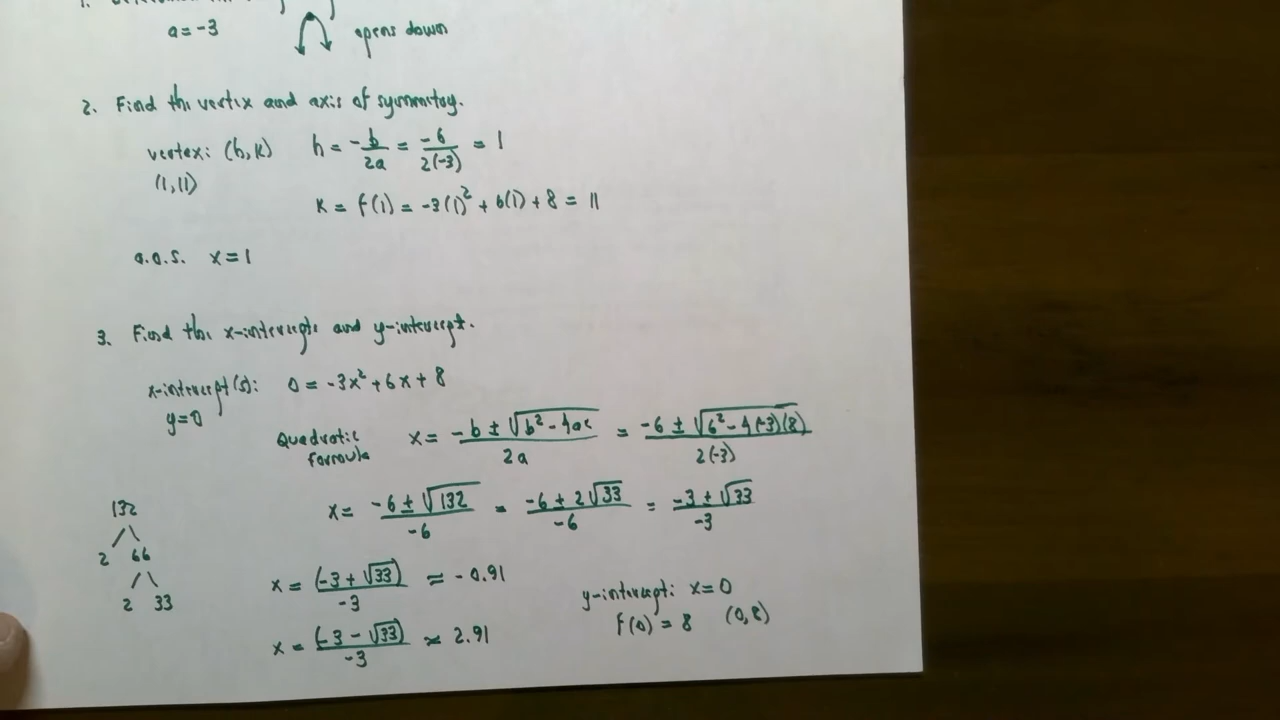 1.
a = -3 opens down
2. Find the vertex and axis of symmetry.
vertex: (h,k) h = -b/2a = -6/2(-3) = 1
(1,11)
k = f(1) = -3(1)² + 6(1) + 8 = 11
a.o.s. x = 1
3. Find the x-intercepts and y-intercept.
x-intercept(s): 0 = -3x² + 6x + 8
y=0
Quadratic formula x = (-b ± √(b² - 4ac))/2a = (-6 ± √(6² - 4(-3)(8)))/2(-3)
132 x = (-6 ± √132)/-6 = (-6 ± 2√33)/-6 = (-3 ± √33)/-3
2 66
2 33
x = (-3 + √33)/-3 ≈ -0.91
x = (-3 - √33)/-3 ≈ 2.91
y-intercept: x = 0
f(0) = 8 (0,8)